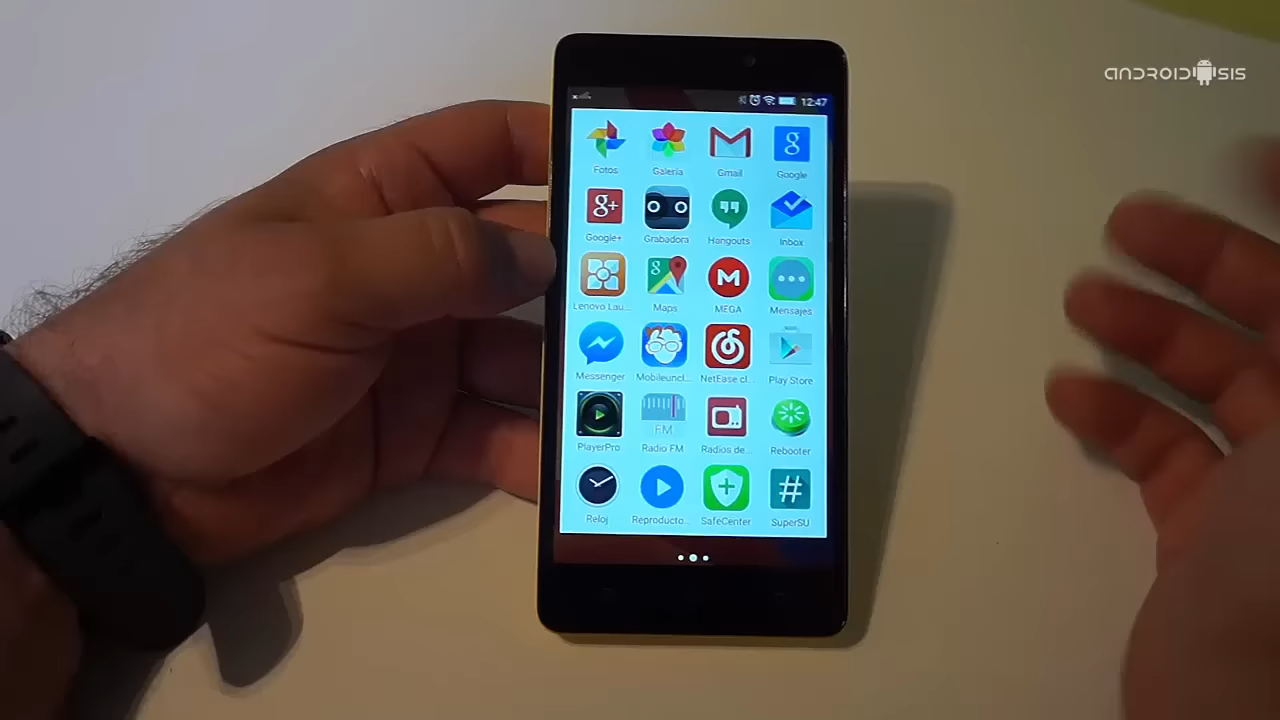 ANDROIDSIS
12:47
Fotos Galería Gmail Google
Google+ Grabadora Hangouts Inbox
Lenovo Lau... Maps MEGA Mensajes
Messenger Mobileuncl... NetEase cl... Play Store
PlayerPro Radio FM Radios de... Rebooter
Reloj Reproducto... SafeCenter SuperSU